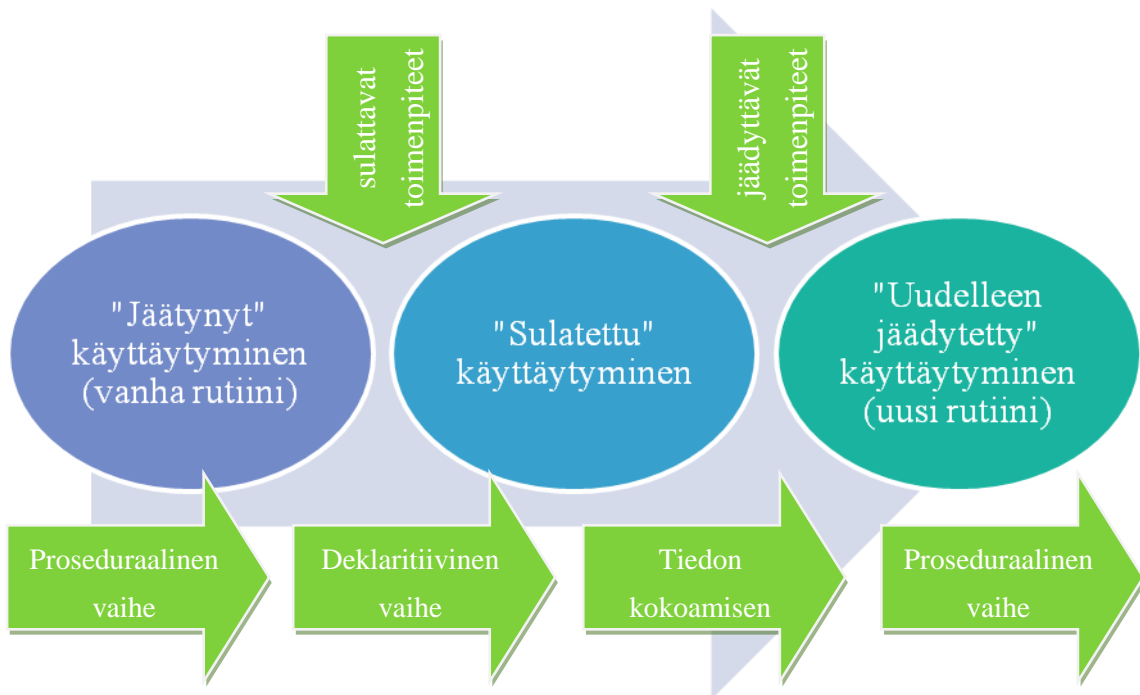 sulattavat
toimenpiteet
jäädyttävät
toimenpiteet
"Jäätynyt"
käyttäytyminen
(vanha rutiini)
"Sulatettu"
käyttäytyminen
"Uudelleen
jäädytetty"
käyttäytyminen
(uusi rutiini)
Proseduraalinen
vaihe
Deklaritiivinen
vaihe
Tiedon
kokoamisen
Proseduraalinen
vaihe